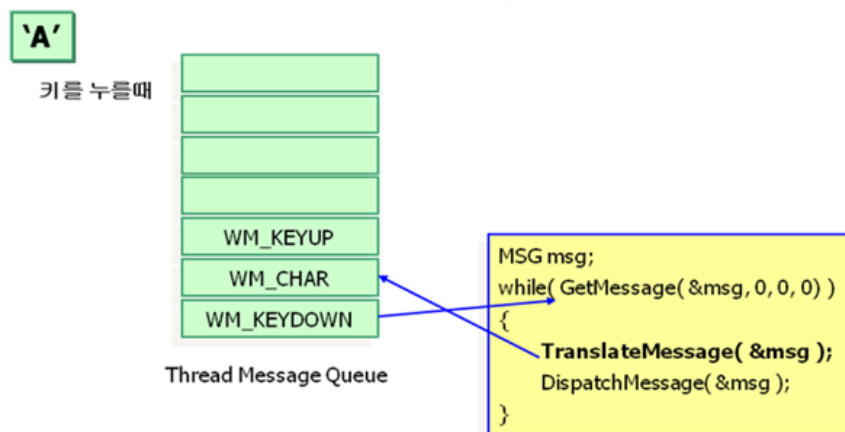 'A'
키를 누를때
WM_KEYUP
WM_CHAR
WM_KEYDOWN
Thread Message Queue
MSG msg;
while( GetMessage( &msg, 0, 0, 0) )
{
TranslateMessage( &msg );
DispatchMessage( &msg );
}